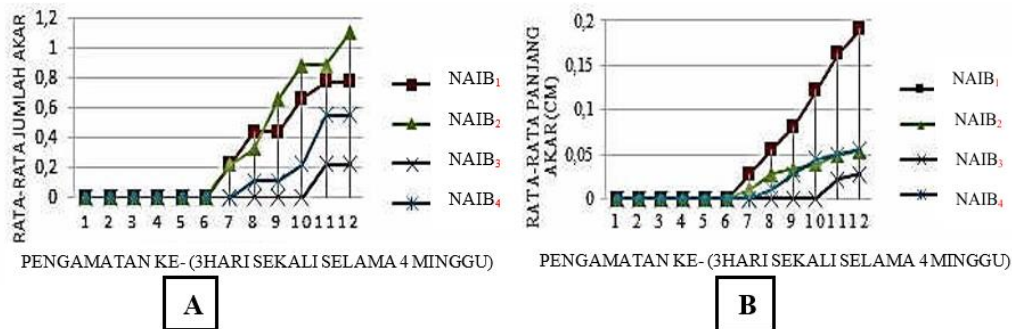 RATA-RATA JUMLAH AKAR
1,2
1
0,8
0,6
0,4
0,2
0
1 2 3 4 5 6 7 8 9 10 11 12
NAIB1
NAIB2
NAIB3
NAIB4
PENGAMATAN KE- (3HARI SEKALI SELAMA 4 MINGGU)
A
RATA-RATA PANJANG
AKAR (CM)
0,2
0,15
0,1
0,05
0
1 2 3 4 5 6 7 8 9 10 11 12
NAIB1
NAIB2
NAIB3
NAIB4
PENGAMATAN KE- (3HARI SEKALI SELAMA 4 MINGGU)
B